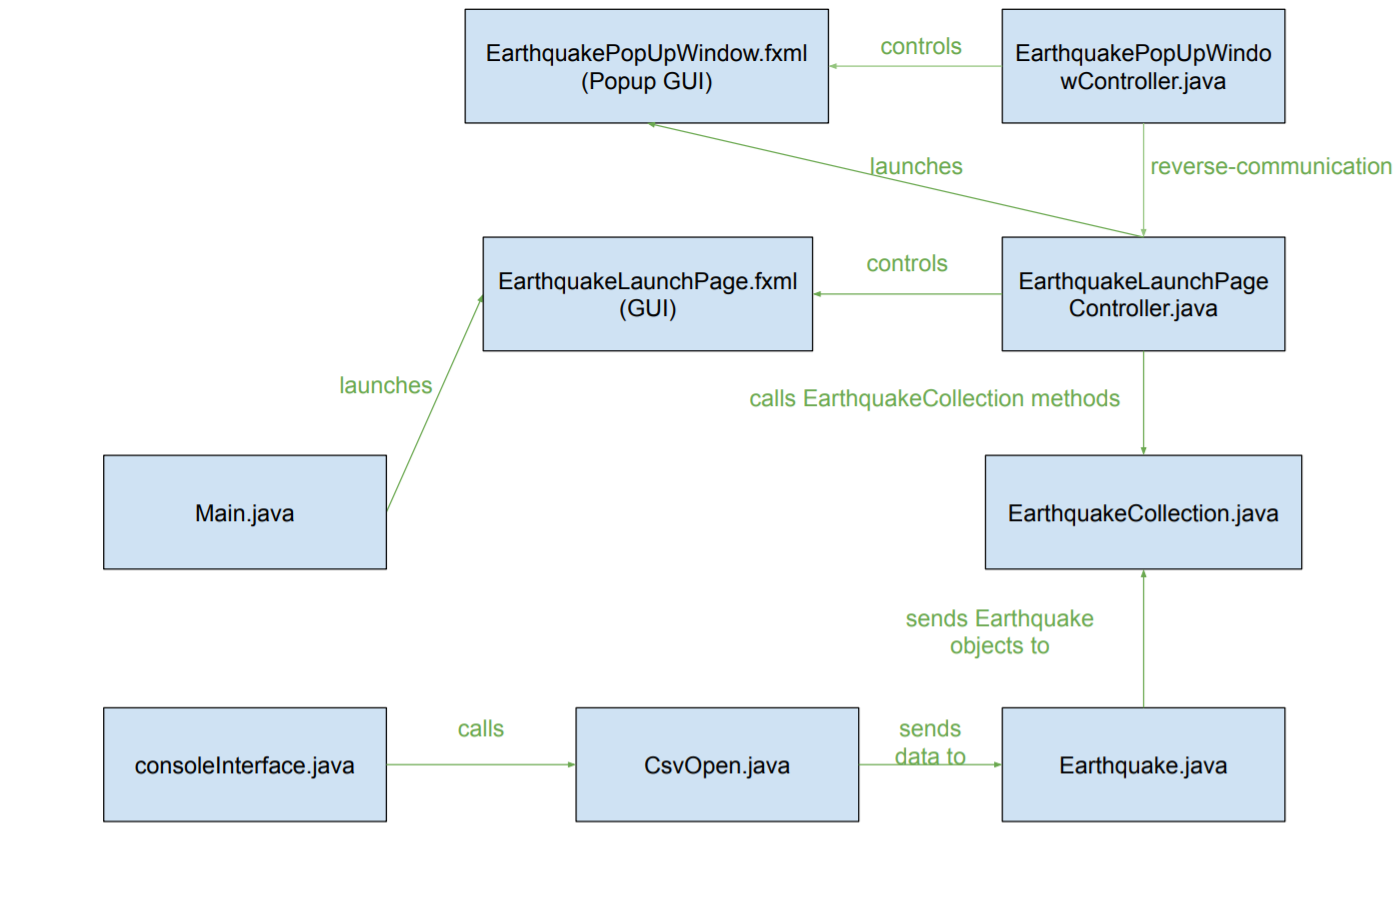 EarthquakePopUpWindow.fxml
(Popup GUI)
controls
EarthquakePopUpWindo
wController.java
launches
reverse-communication
EarthquakeLaunchPage.fxml
(GUI)
controls
EarthquakeLaunchPage
Controller.java
launches
calls EarthquakeCollection methods
Main.java
EarthquakeCollection.java
sends Earthquake
objects to
consoleInterface.java
calls
CsvOpen.java
sends
data to
Earthquake.java